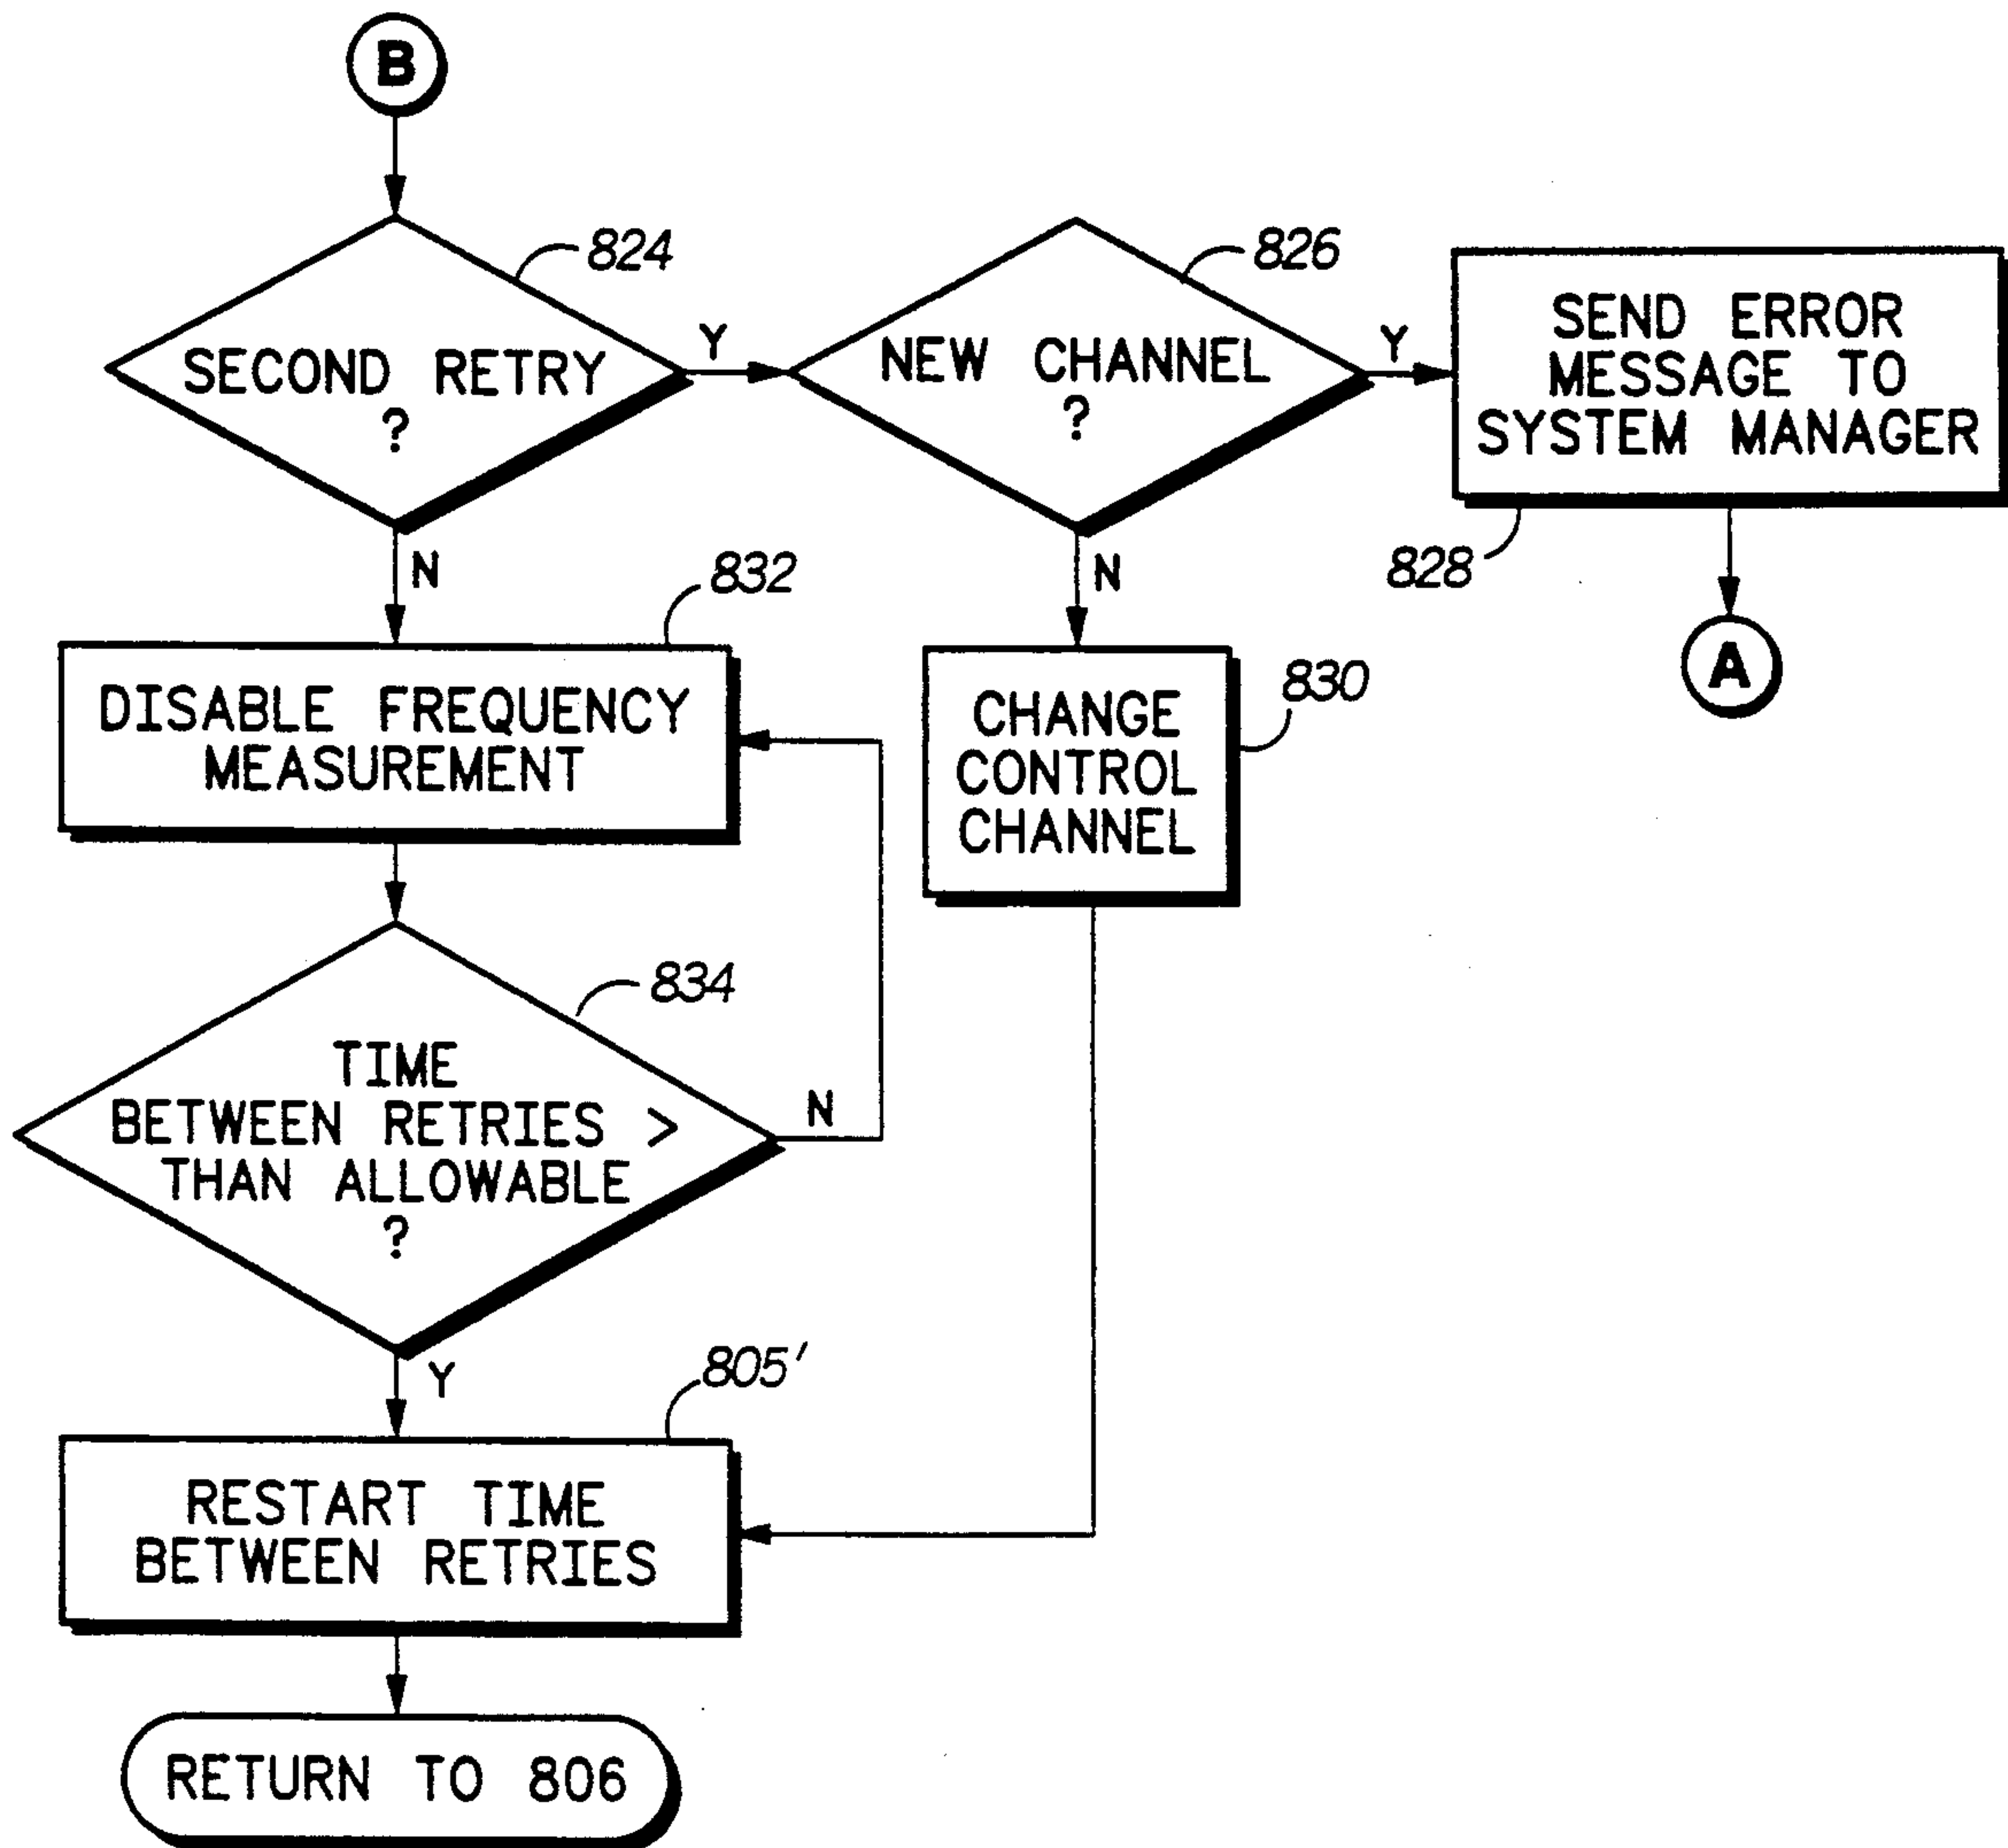 B
824
SECOND RETRY
?
Y
N
826
NEW CHANNEL
?
Y
N
SEND ERROR
MESSAGE TO
SYSTEM MANAGER
828
A
832
DISABLE FREQUENCY
MEASUREMENT
830
CHANGE
CONTROL
CHANNEL
834
TIME
BETWEEN RETRIES >
THAN ALLOWABLE
?
N
Y
805'
RESTART TIME
BETWEEN RETRIES
RETURN TO 806